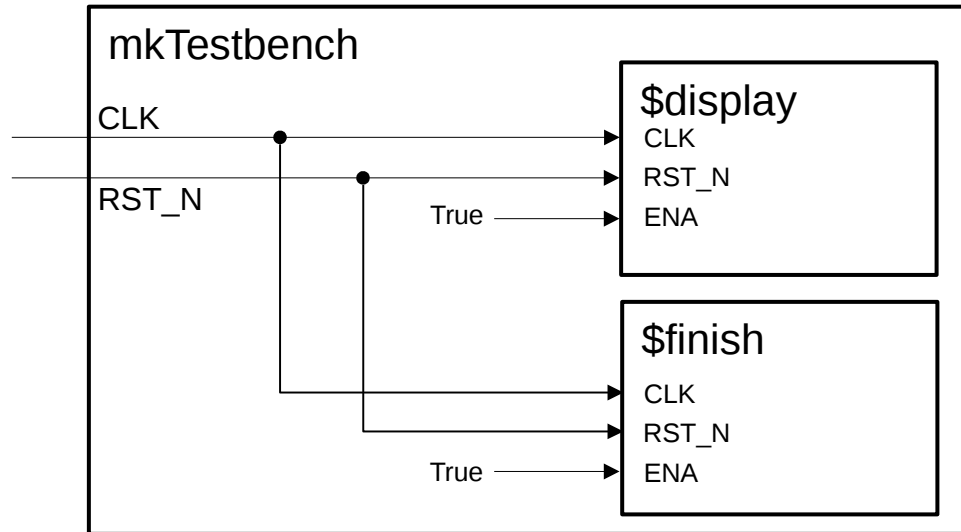 mkTestbench
CLK
RST_N
$display
CLK
RST_N
True
ENA
$finish
CLK
RST_N
True
ENA